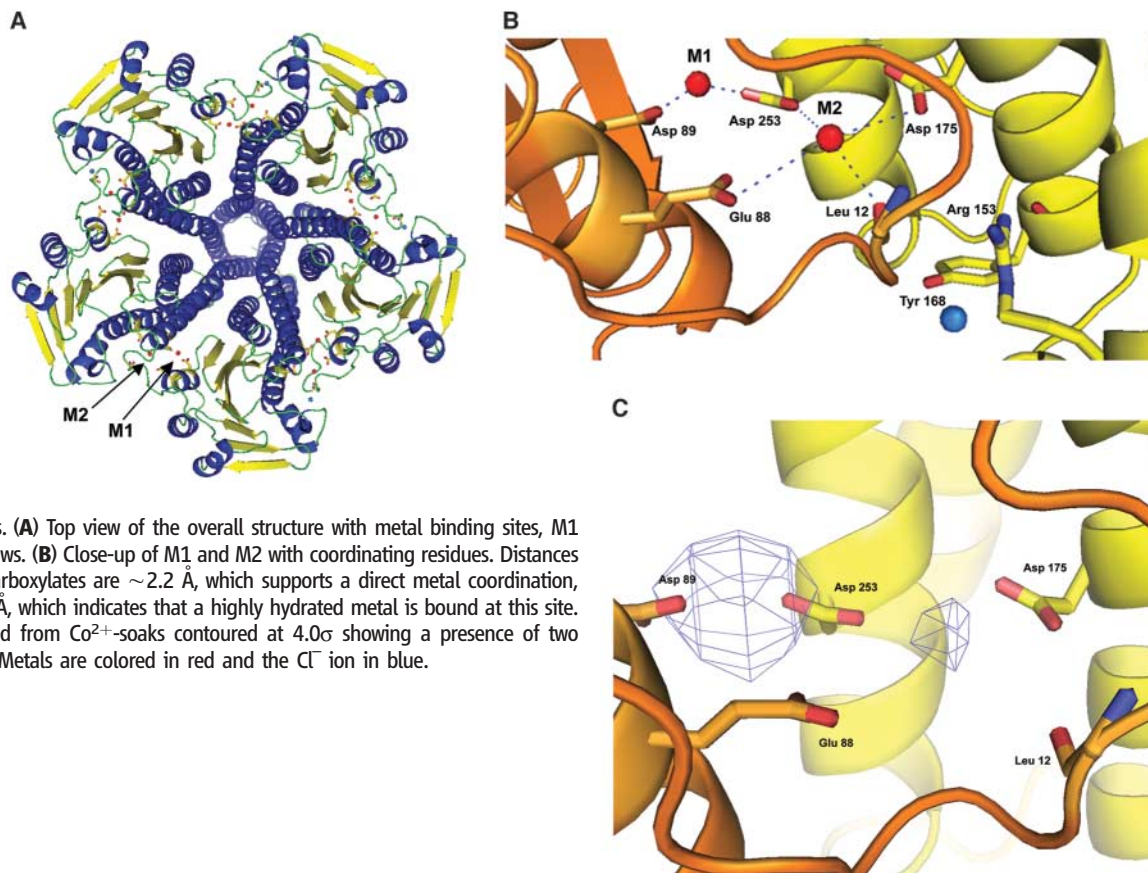 A
M2
M1
B
M1
Asp 89
Asp 253
M2
Asp 175
Glu 88
Leu 12
Arg 153
Tyr 168
C
Asp 89
Asp 253
Asp 175
Glu 88
Leu 12
s. (A) Top view of the overall structure with metal binding sites, M1
ws. (B) Close-up of M1 and M2 with coordinating residues. Distances
arboxylates are ~2.2 Å, which supports a direct metal coordination,
Å, which indicates that a highly hydrated metal is bound at this site.
d from Co²⁺-soaks contoured at 4.0σ showing a presence of two
Metals are colored in red and the Cl⁻ ion in blue.